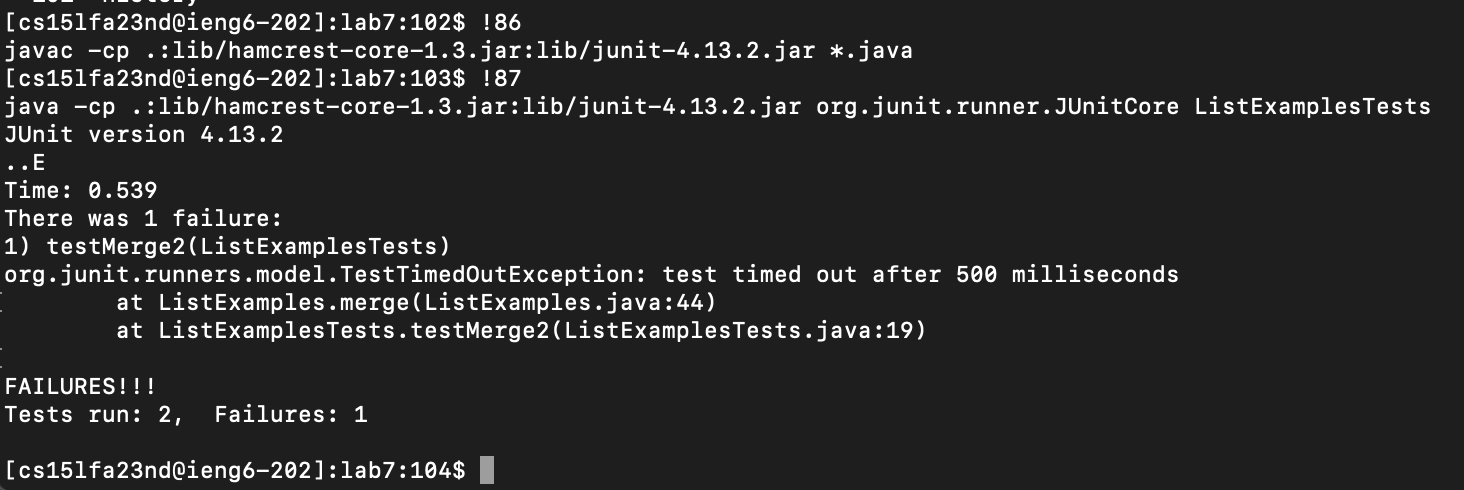 [cs15lfa23nd@ieng6-202]:lab7:102$ !86
javac -cp .:lib/hamcrest-core-1.3.jar:lib/junit-4.13.2.jar *.java
[cs15lfa23nd@ieng6-202]:lab7:103$ !87
java -cp .:lib/hamcrest-core-1.3.jar:lib/junit-4.13.2.jar org.junit.runner.JUnitCore ListExamplesTests
JUnit version 4.13.2
..E
Time: 0.539
There was 1 failure:
1) testMerge2(ListExamplesTests)
org.junit.runners.model.TestTimedOutException: test timed out after 500 milliseconds
        at ListExamples.merge(ListExamples.java:44)
        at ListExamplesTests.testMerge2(ListExamplesTests.java:19)
FAILURES!!!
Tests run: 2,  Failures: 1
[cs15lfa23nd@ieng6-202]:lab7:104$